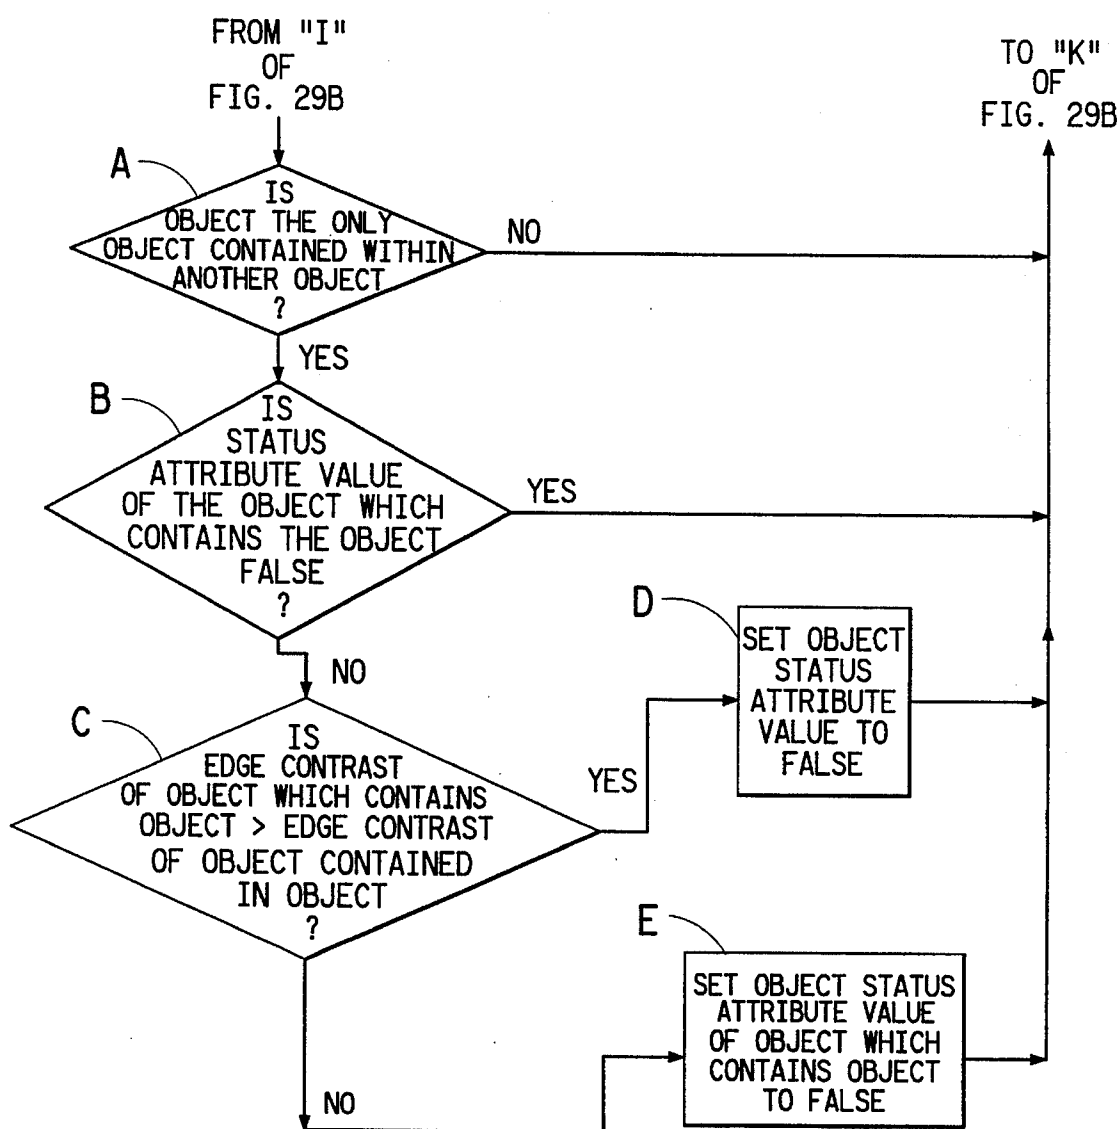 FROM "I"
OF
FIG. 29B
TO "K"
OF
FIG. 29B
A
IS
OBJECT THE ONLY
OBJECT CONTAINED WITHIN
ANOTHER OBJECT
?
NO
YES
B
IS
STATUS
ATTRIBUTE VALUE
OF THE OBJECT WHICH
CONTAINS THE OBJECT
FALSE
?
YES
NO
D
SET OBJECT
STATUS
ATTRIBUTE
VALUE TO
FALSE
C
IS
EDGE CONTRAST
OF OBJECT WHICH CONTAINS
OBJECT > EDGE CONTRAST
OF OBJECT CONTAINED
IN OBJECT
?
YES
NO
E
SET OBJECT STATUS
ATTRIBUTE VALUE
OF OBJECT WHICH
CONTAINS OBJECT
TO FALSE